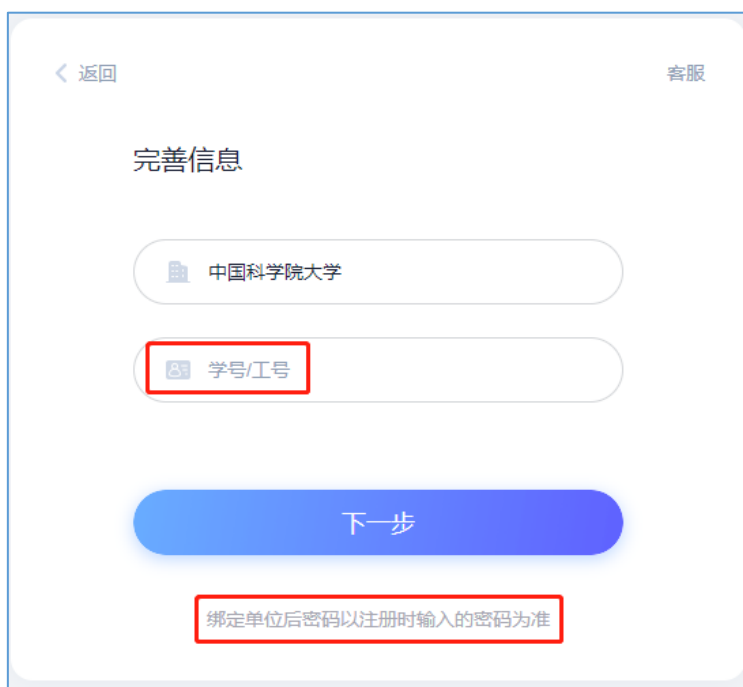 返回
客服
完善信息
中国科学院大学
学号/工号
下一步
绑定单位后密码以注册时输入的密码为准